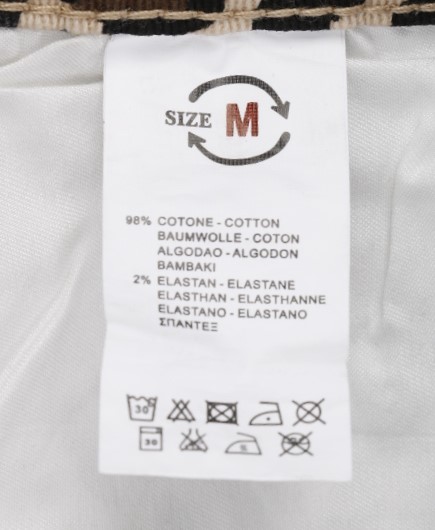 SIZE M
98% COTONE - COTTON
BAUMWOLLE - COTON
ALGODAO - ALGODON
BAMBAKI
2% ELASTAN - ELASTANE
ELASTHAN - ELASTHANNE
ELASTANO - ELASTANO
ΣΠΑΝΤΕΞ
30
30